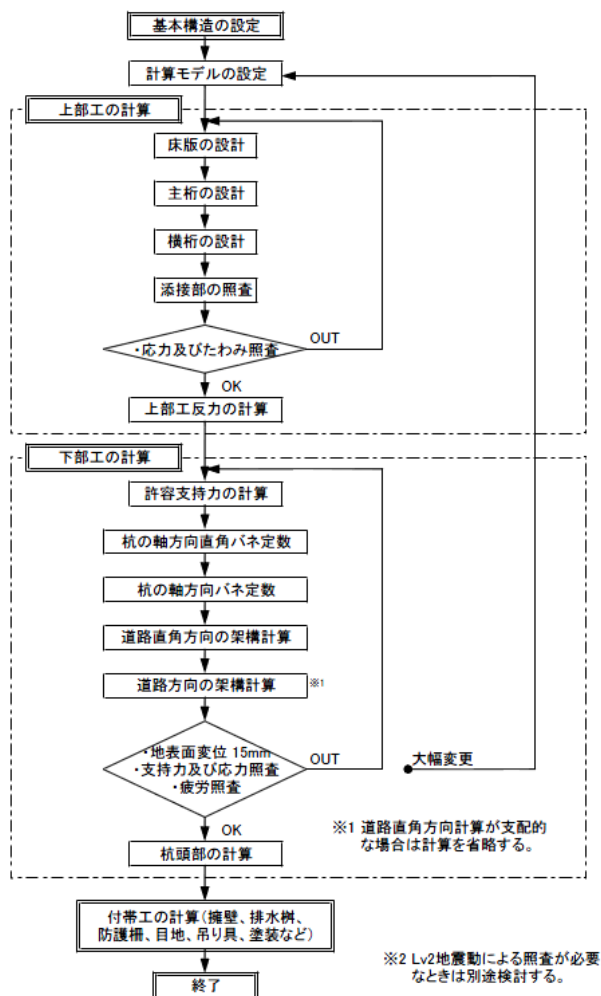 基本構造の設定
計算モデルの設定
上部工の計算
床版の設計
主桁の設計
横桁の設計
添接部の照査
・応力及びたわみ照査
OUT
OK
上部工反力の計算
下部工の計算
許容支持力の計算
杭の軸方向直角バネ定数
杭の軸方向バネ定数
道路直角方向の架構計算
道路方向の架構計算
※1
・地表面変位 15mm
・支持力及び応力照査
・疲労照査
OUT
大幅変更
OK
※1 道路直角方向計算が支配的
な場合は計算を省略する。
杭頭部の計算
付帯工の計算(擁壁、排水桝、
防護柵、目地、吊り具、塗装など)
※2 Lv2地震動による照査が必要
なときは別途検討する。
終了